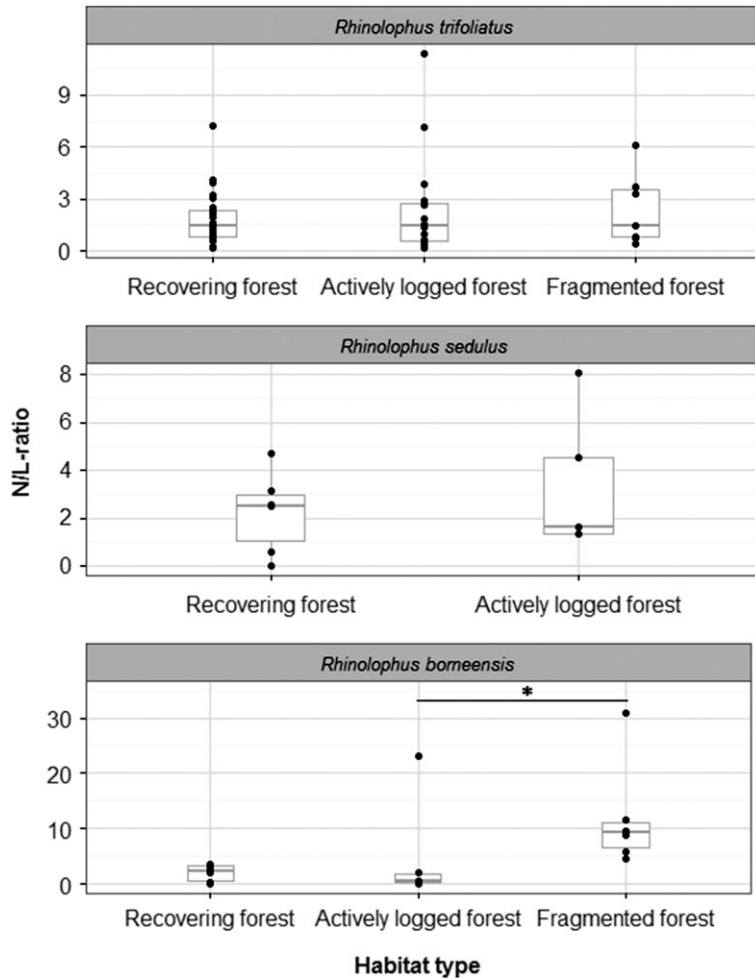 Rhinolophus trifoliatus
9
6
3
0
Recovering forest Actively logged forest Fragmented forest
Rhinolophus sedulus
8
6
4
2
0
N/L-ratio
Recovering forest Actively logged forest
Rhinolophus borneensis
*
30
20
10
0
Recovering forest Actively logged forest Fragmented forest
Habitat type